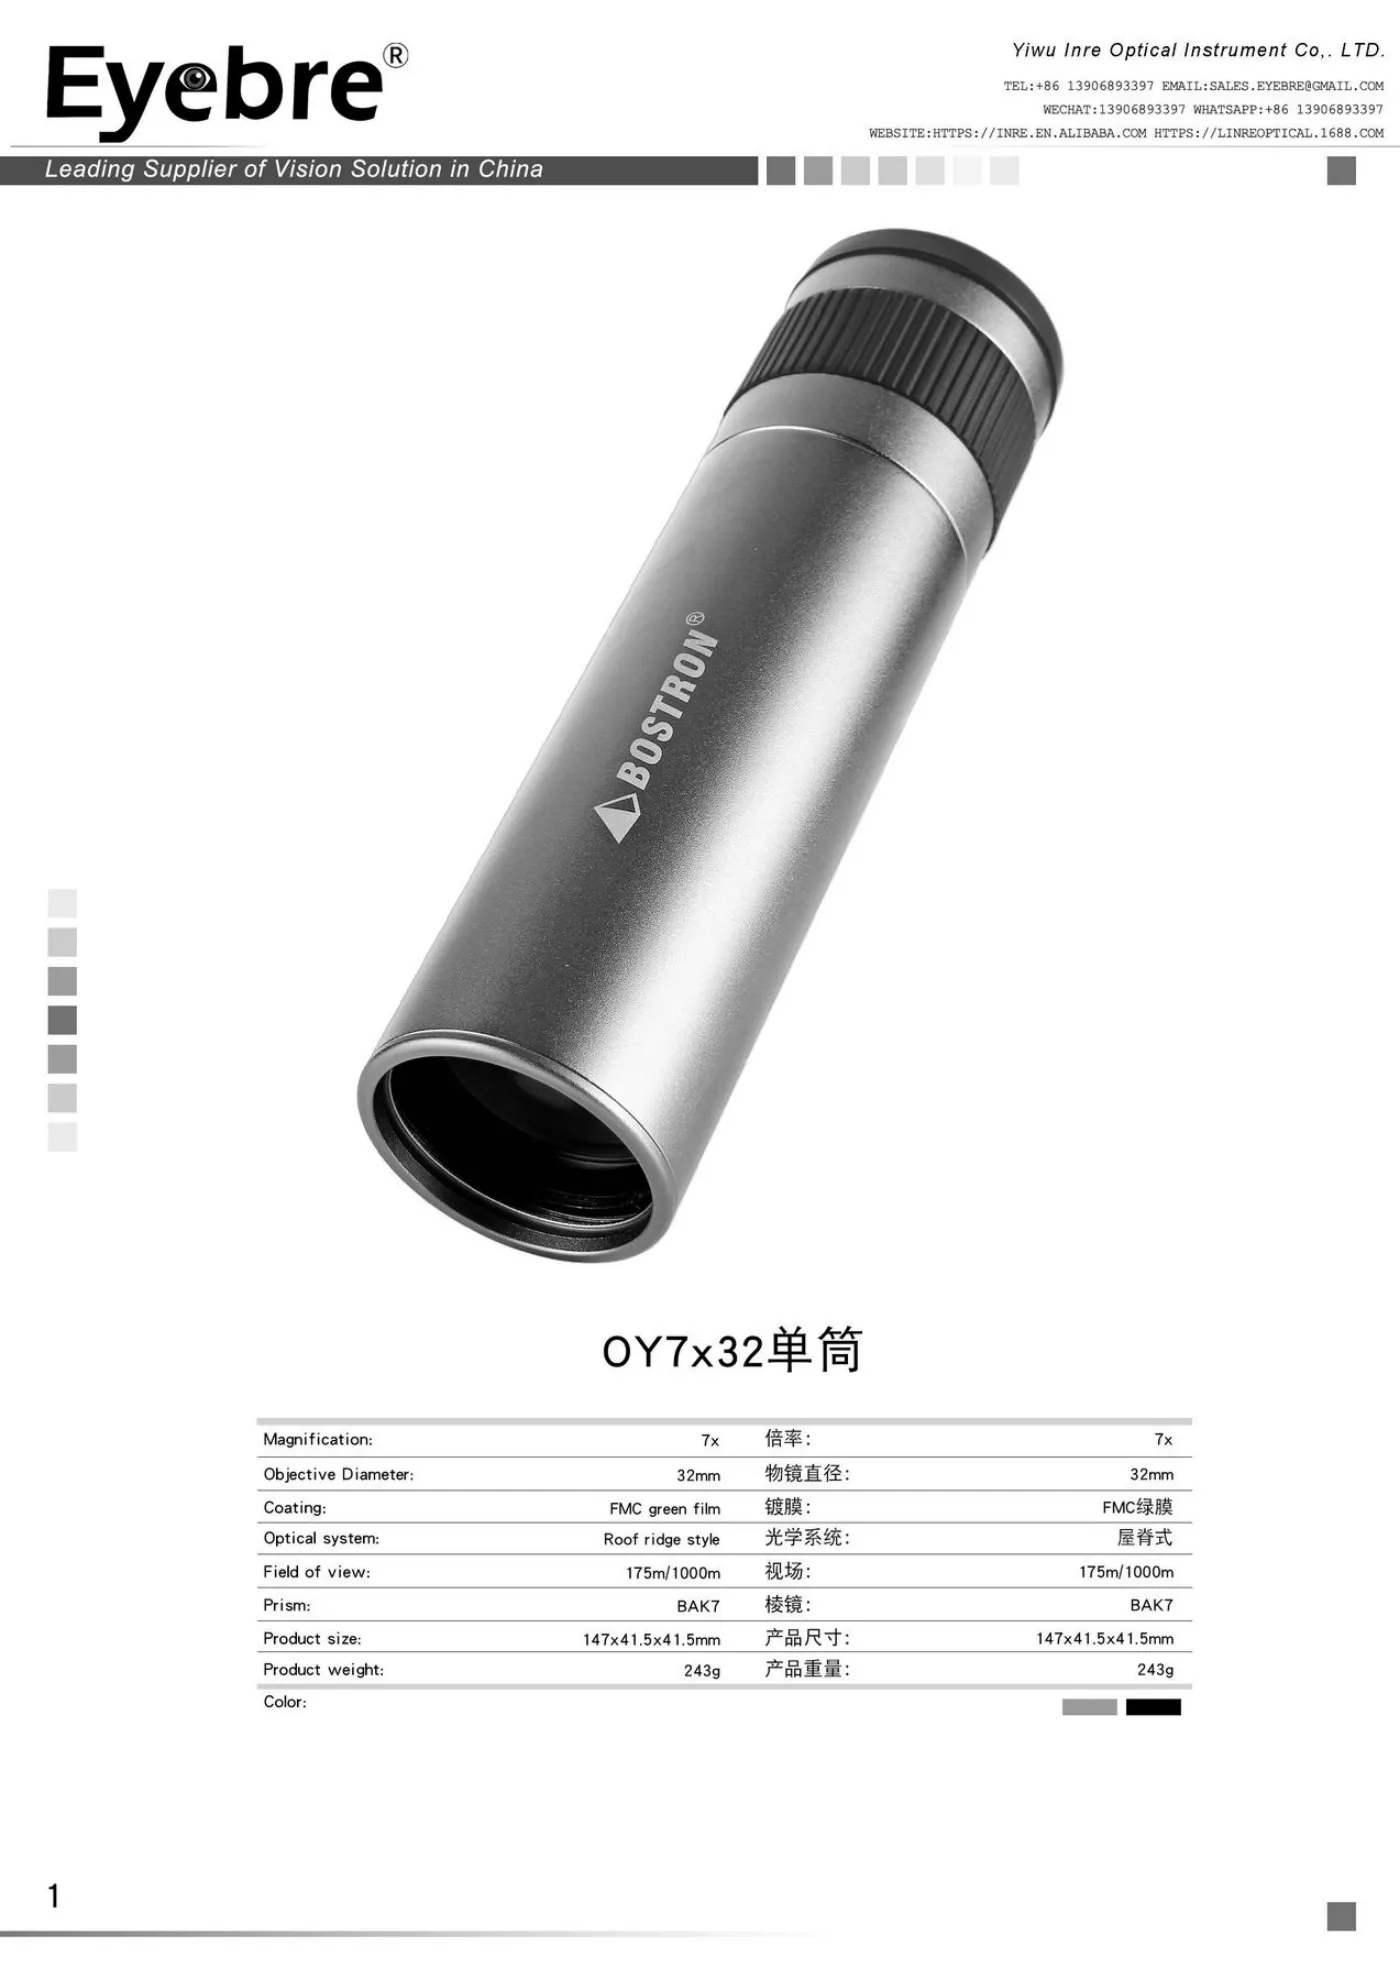 Eyebre®
Yiwu Inre Optical Instrument Co,. LTD.
TEL:+86 13906893397 EMAIL:SALES.EYEBRE@GMAIL.COM
WECHAT:13906893397 WHATSAPP:+86 13906893397
WEBSITE:HTTPS://INRE.EN.ALIBABA.COM HTTPS://LINREOPTICAL.1688.COM
Leading Supplier of Vision Solution in China
BOSTRON®
OY7x32单筒
Magnification: 7x 倍率: 7x
Objective Diameter: 32mm 物镜直径: 32mm
Coating: FMC green film 镀膜: FMC绿膜
Optical system: Roof ridge style 光学系统: 屋脊式
Field of view: 175m/1000m 视场: 175m/1000m
Prism: BAK7 棱镜: BAK7
Product size: 147x41.5x41.5mm 产品尺寸: 147x41.5x41.5mm
Product weight: 243g 产品重量: 243g
Color:
1